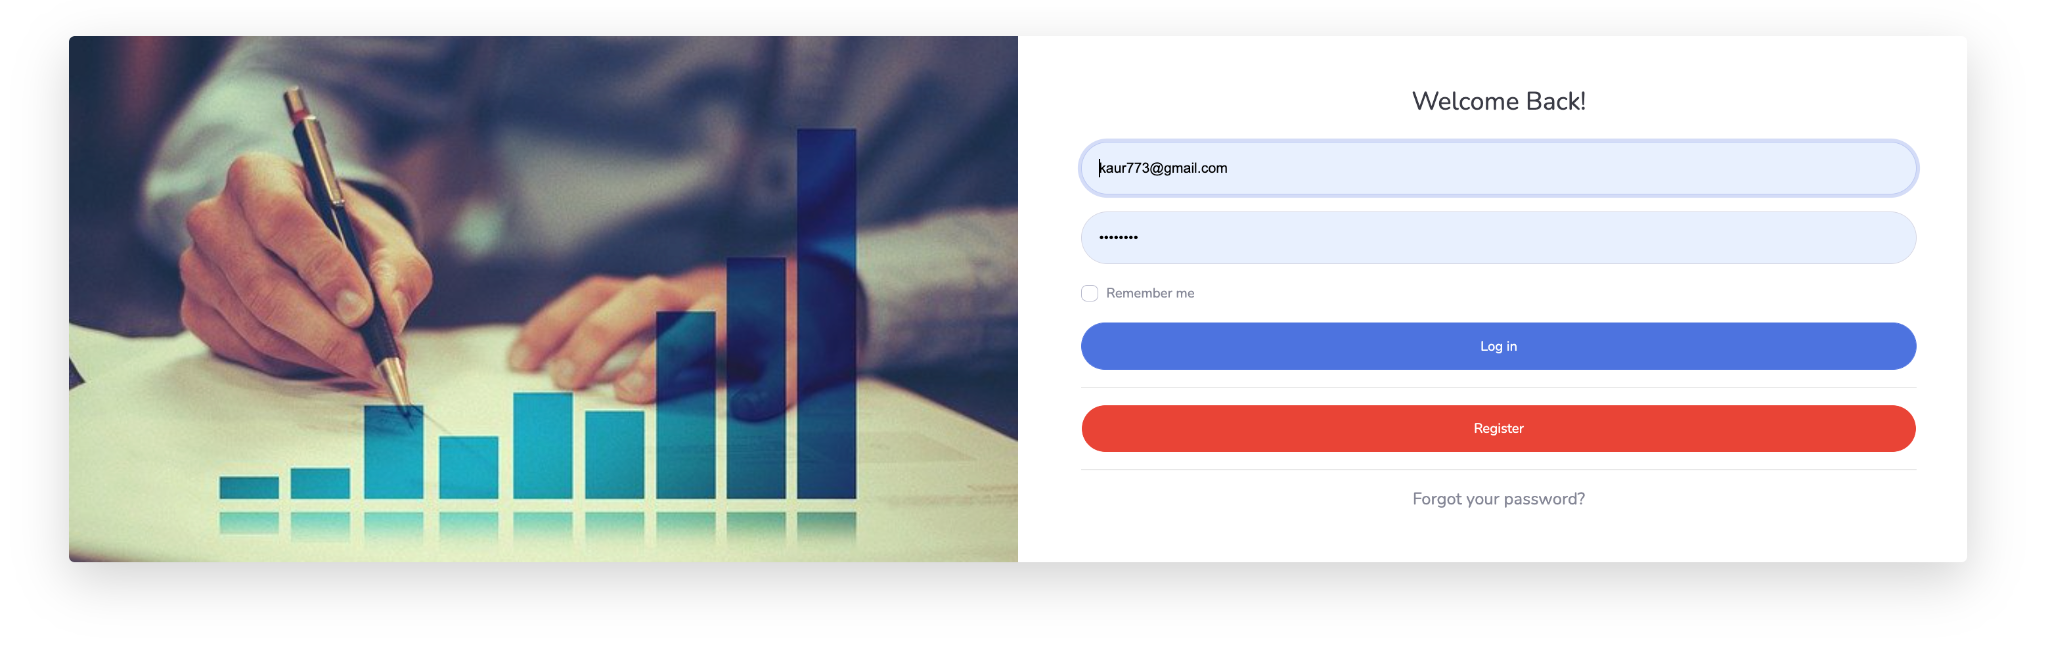 Welcome Back!
kaur773@gmail.com
••••••••
Remember me
Log in
Register
Forgot your password?